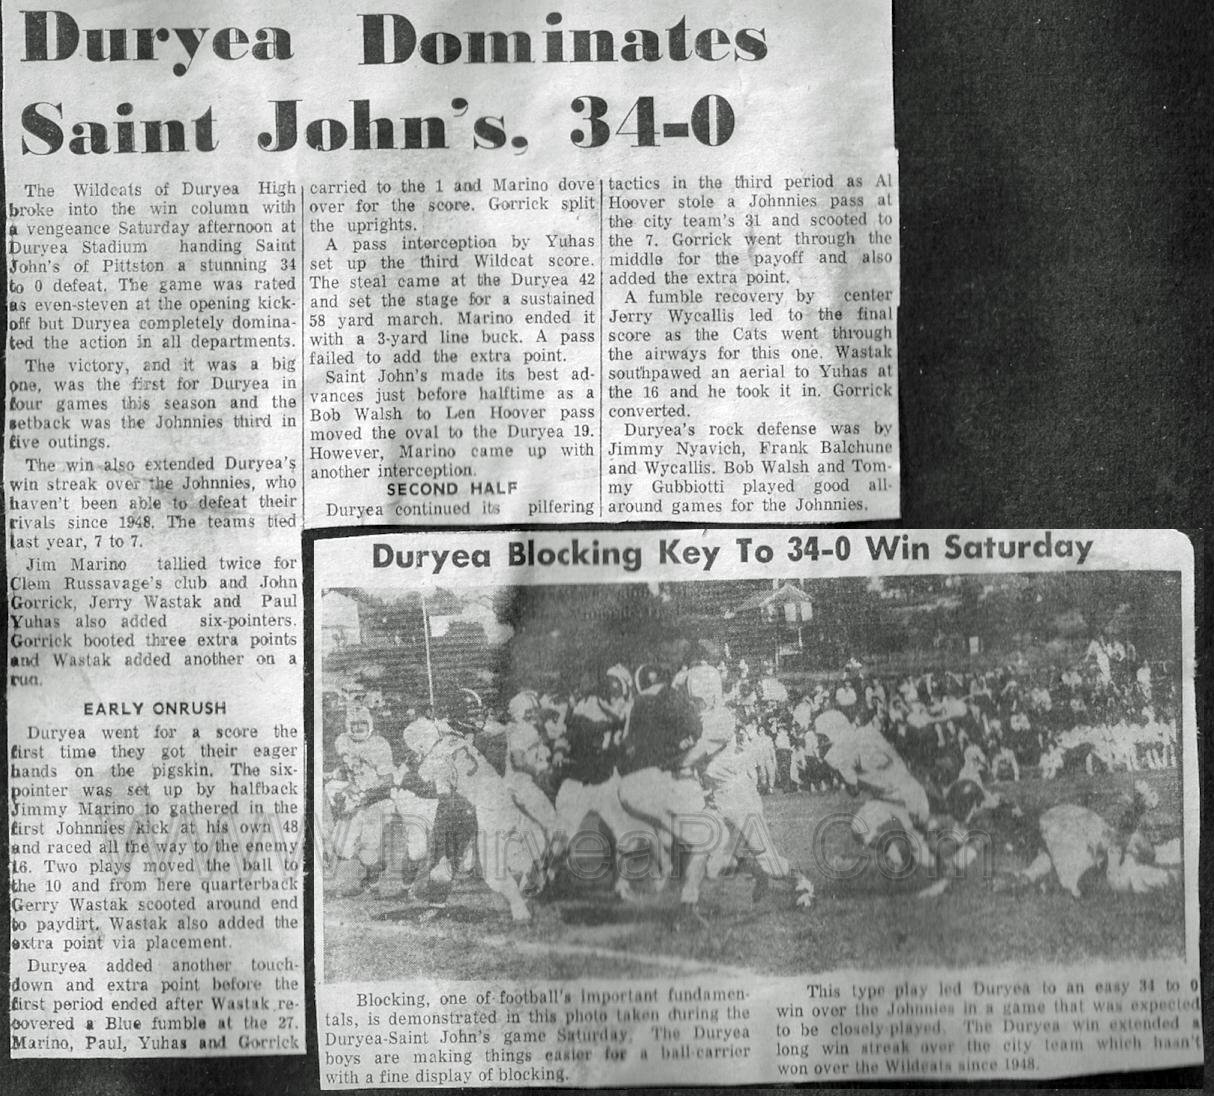 Duryea Dominates
Saint John's, 34-0
The Wildcats of Duryea High
broke into the win column with
a vengeance Saturday afternoon at
Duryea Stadium handing Saint
John's of Pittston a stunning 34
to 0 defeat. The game was rated
as even-steven at the opening kick-
off but Duryea completely domina-
ted the action in all departments.
The victory, and it was a big
one, was the first for Duryea in
four games this season and the
setback was the Johnnies third in
five outings.
The win also extended Duryea's
win streak over the Johnnies, who
haven't been able to defeat their
rivals since 1948. The teams tied
last year, 7 to 7.
Jim Marino tallied twice for
Clem Russavage's club and John
Gorrick, Jerry Wastak and Paul
Yuhas also added six-pointers.
Gorrick booted three extra points
and Wastak added another on a
run.
EARLY ONRUSH
Duryea went for a score the
first time they got their eager
hands on the pigskin. The six-
pointer was set up by halfback
Jimmy Marino to gathered in the
first Johnnies kick at his own 48
and raced all the way to the enemy
16. Two plays moved the ball to
the 10 and from here quarterback
Gerry Wastak scooted around end
to paydirt. Wastak also added the
extra point via placement.
Duryea added another touch-
down and extra point before the
first period ended after Wastak re-
covered a Blue fumble at the 27.
Marino, Paul, Yuhas and Gorrick
carried to the 1 and Marino dove
over for the score. Gorrick split
the uprights.
A pass interception by Yuhas
set up the third Wildcat score.
The steal came at the Duryea 42
and set the stage for a sustained
58 yard march. Marino ended it
with a 3-yard line buck. A pass
failed to add the extra point.
Saint John's made its best ad-
vances just before halftime as a
Bob Walsh to Len Hoover pass
moved the oval to the Duryea 19.
However, Marino came up with
another interception.
SECOND HALF
Duryea continued its pilfering
tactics in the third period as Al
Hoover stole a Johnnies pass at
the city team's 31 and scooted to
the 7. Gorrick went through the
middle for the payoff and also
added the extra point.
A fumble recovery by center
Jerry Wycallis led to the final
score as the Cats went through
the airways for this one. Wastak
southpawed an aerial to Yuhas at
the 16 and he took it in. Gorrick
converted.
Duryea's rock defense was by
Jimmy Nyavich, Frank Balchune
and Wycallis. Bob Walsh and Tom-
my Gubbiotti played good all-
around games for the Johnnies.
Duryea Blocking Key To 34-0 Win Saturday
www.DuryeaPA.Com
Blocking, one of football's important fundamen-
tals, is demonstrated in this photo taken during the
Duryea-Saint John's game Saturday. The Duryea
boys are making things easier for a ball-carrier
with a fine display of blocking.
This type play led Duryea to an easy 34 to 0
win over the Johnnies in a game that was expected
to be closely-played. The Duryea win extended a
long win streak over the city team which hasn't
won over the Wildcats since 1948.